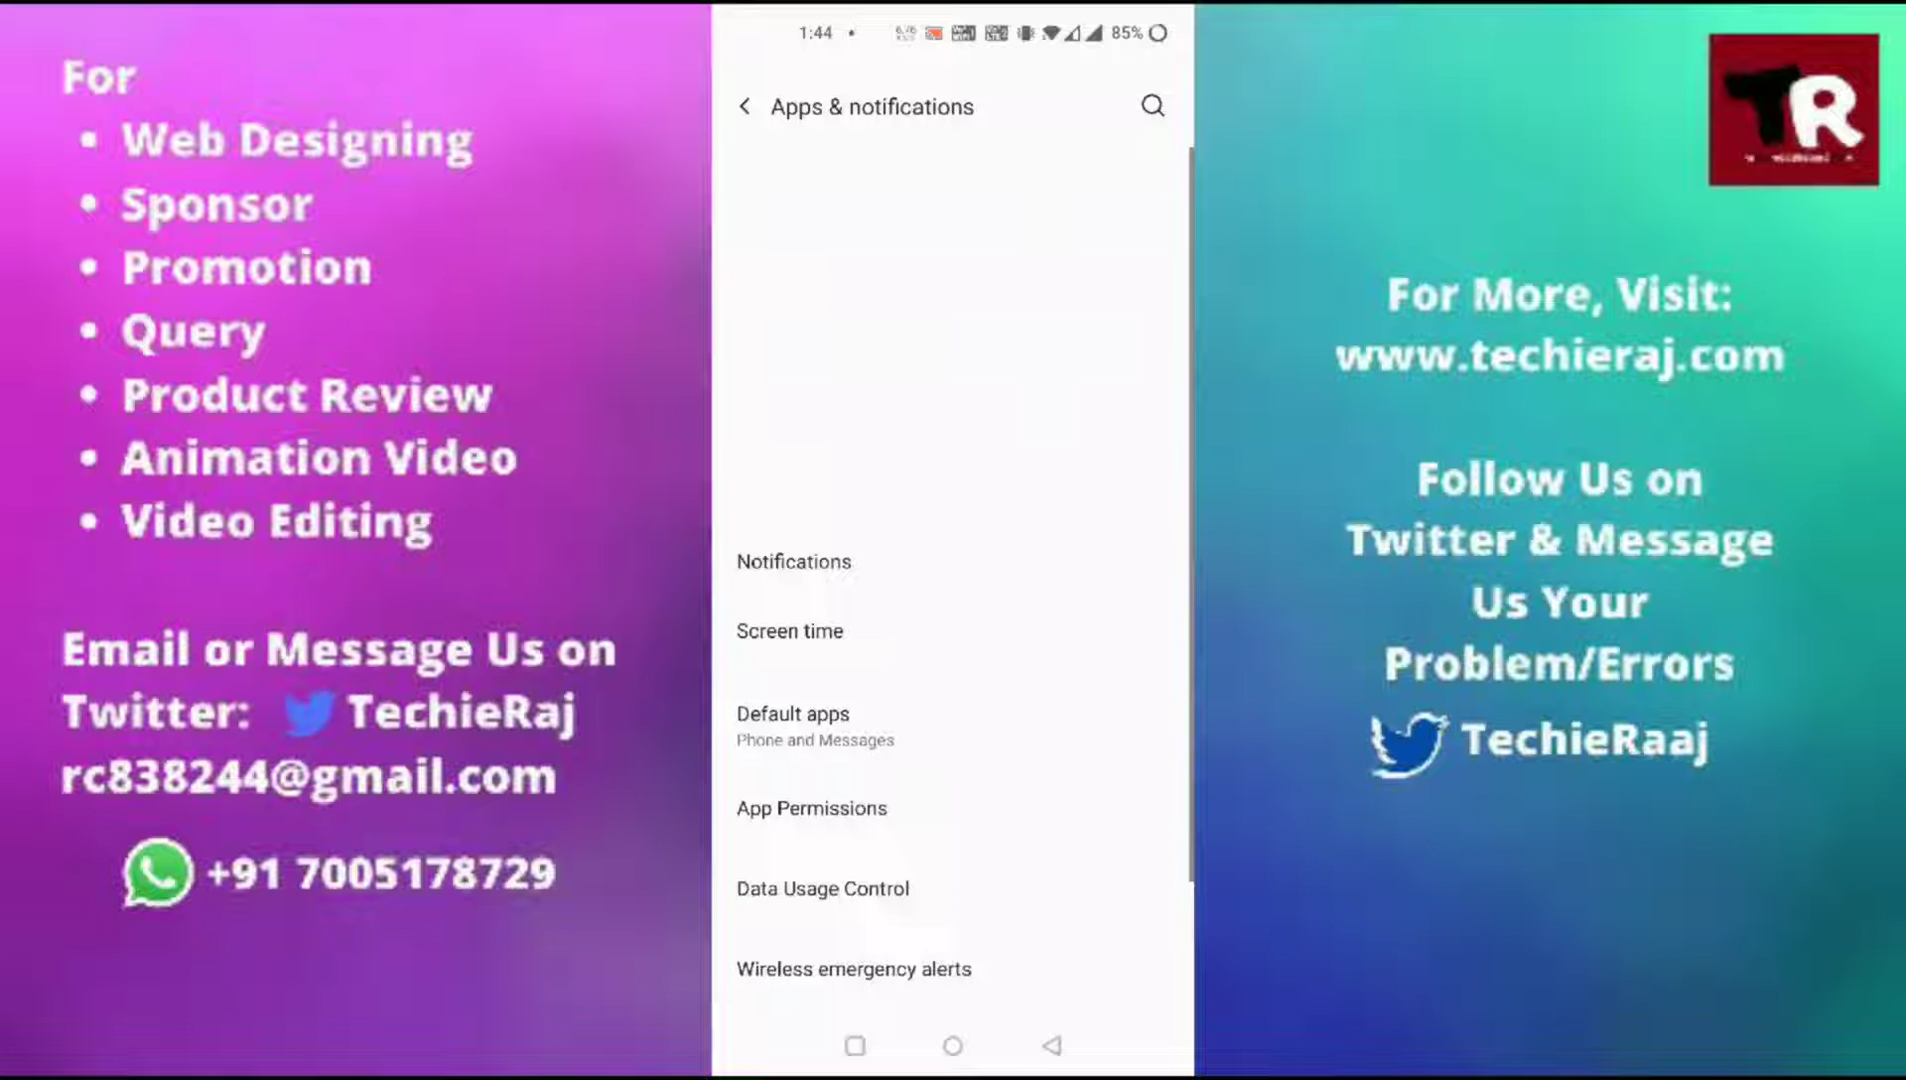 For
• Web Designing
• Sponsor
• Promotion
• Query
• Product Review
• Animation Video
• Video Editing
Email or Message Us on
Twitter: TechieRaj
rc838244@gmail.com
+91 7005178729
1:44
85%
Apps & notifications
Notifications
Screen time
Default apps
Phone and Messages
App Permissions
Data Usage Control
Wireless emergency alerts
TR
For More, Visit:
www.techieraj.com
Follow Us on
Twitter & Message
Us Your
Problem/Errors
TechieRaaj